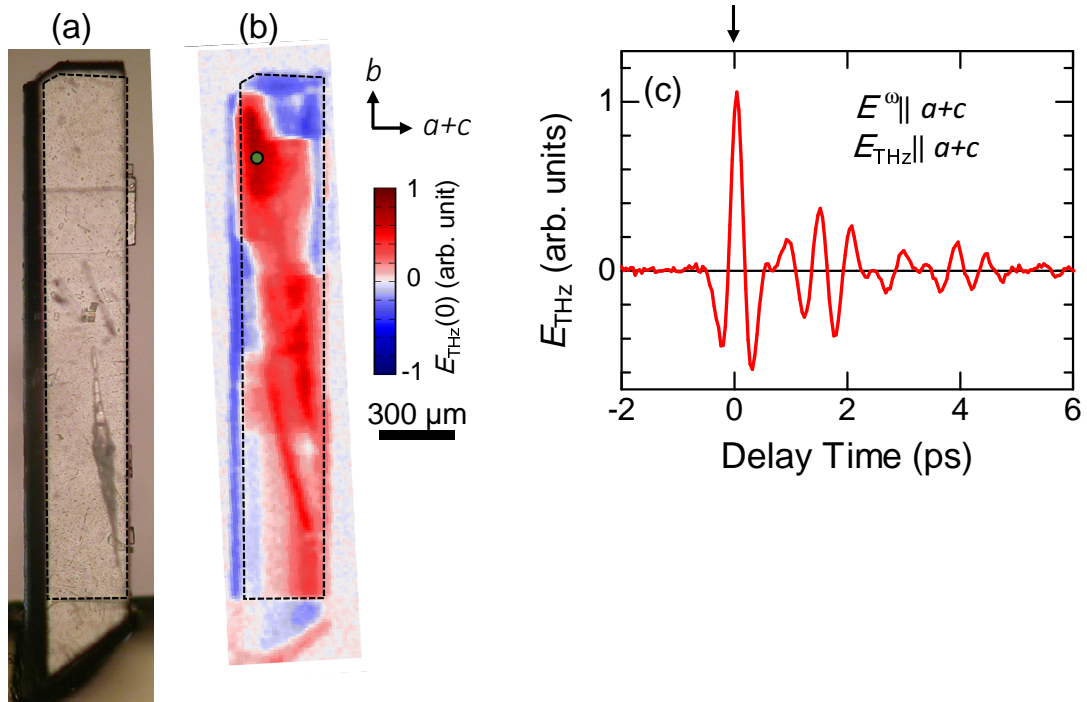 (a)
(b)
b
a+c
1
0
-1
E_THz(0) (arb. unit)
300 μm
(c)
E^ω || a+c
E_THz || a+c
E_THz (arb. units)
1
0
-2 0 2 4 6
Delay Time (ps)